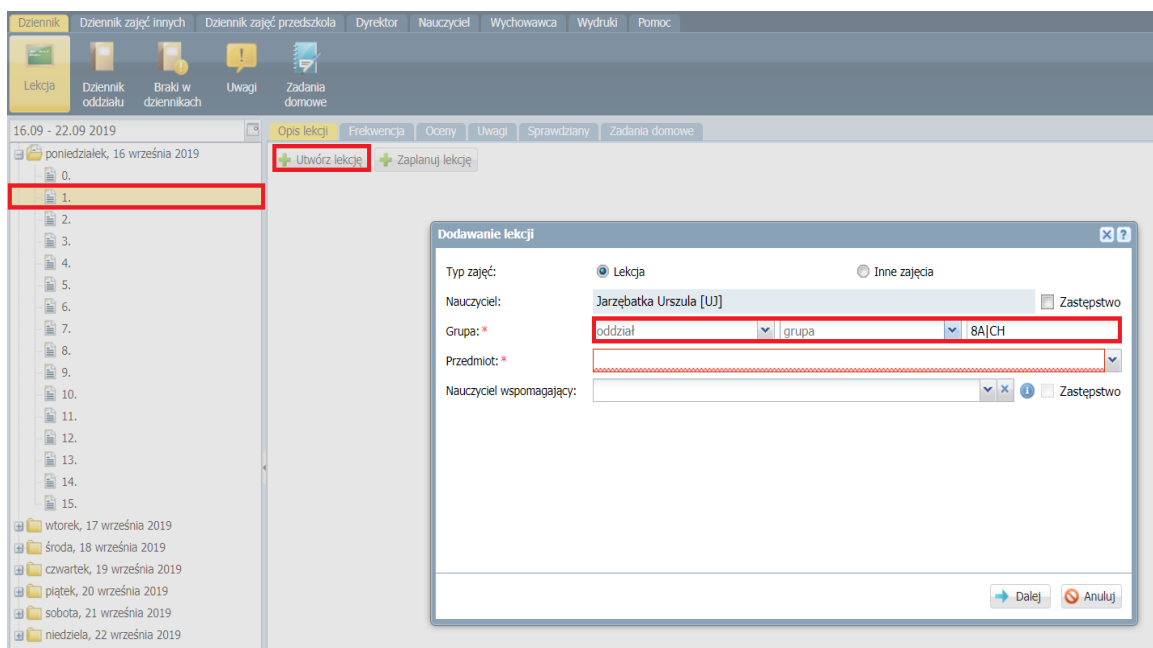 Dziennik Dziennik zajęć innych Dziennik zajęć przedszkola Dyrektor Nauczyciel Wychowawca Wydruki Pomoc
Lekcja Dziennik oddziału Braki w dziennikach Uwagi Zadania domowe
16.09 - 22.09 2019
Opis lekcji Frekwencja Oceny Uwagi Sprawdziany Zadania domowe
poniedziałek, 16 września 2019
Utwórz lekcję Zaplanuj lekcję
0.
1.
2.
3.
4.
5.
6.
7.
8.
9.
10.
11.
12.
13.
14.
15.
wtorek, 17 września 2019
środa, 18 września 2019
czwartek, 19 września 2019
piątek, 20 września 2019
sobota, 21 września 2019
niedziela, 22 września 2019
Dodawanie lekcji
Typ zajęć: Lekcja Inne zajęcia
Nauczyciel: Jarzębatka Urszula [UJ] Zastępstwo
Grupa: * oddział grupa 8A|CH
Przedmiot: *
Nauczyciel wspomagający: Zastępstwo
Dalej Anuluj